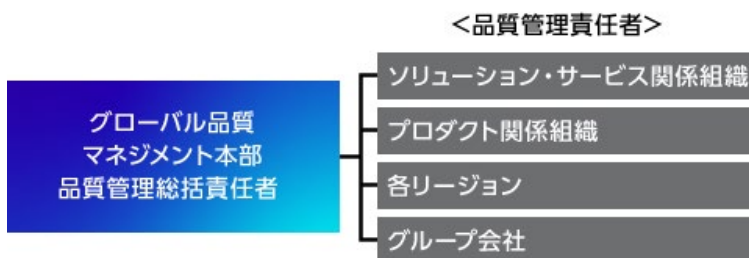 <品質管理責任者>
グローバル品質
マネジメント本部
品質管理総括責任者
ソリューション・サービス関係組織
プロダクト関係組織
各リージョン
グループ会社